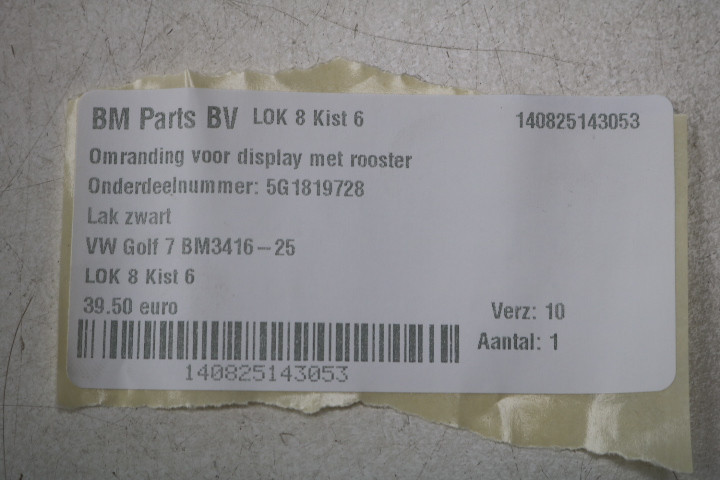 BM Parts BV LOK 8 Kist 6 140825143053
Omranding voor display met rooster
Onderdeelnummer: 5G1819728
Lak zwart
VW Golf 7 BM3416-25
LOK 8 Kist 6
39.50 euro Verz: 10
Aantal: 1
140825143053